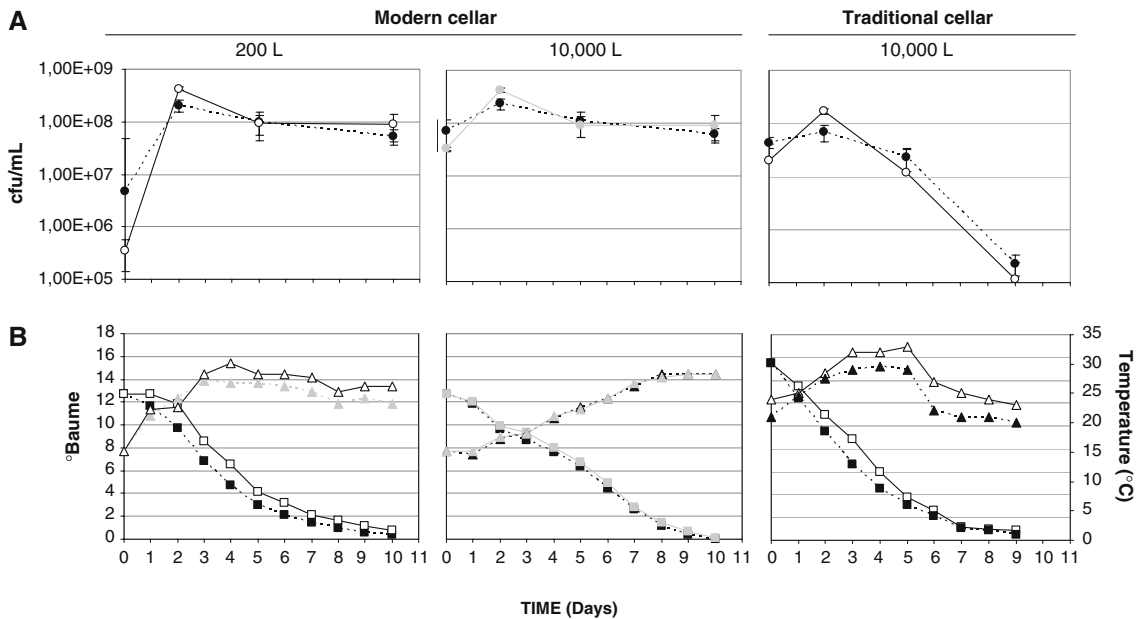 A
Modern cellar
Traditional cellar
200 L
10,000 L
10,000 L
1,00E+09
1,00E+08
1,00E+07
1,00E+06
1,00E+05
cfu/mL
B
18
16
14
12
10
8
6
4
2
0
°Baume
0 1 2 3 4 5 6 7 8 9 10 11
0 1 2 3 4 5 6 7 8 9 10 11
0 1 2 3 4 5 6 7 8 9 10 11
35
30
25
20
15
10
5
0
Temperature (°C)
TIME (Days)